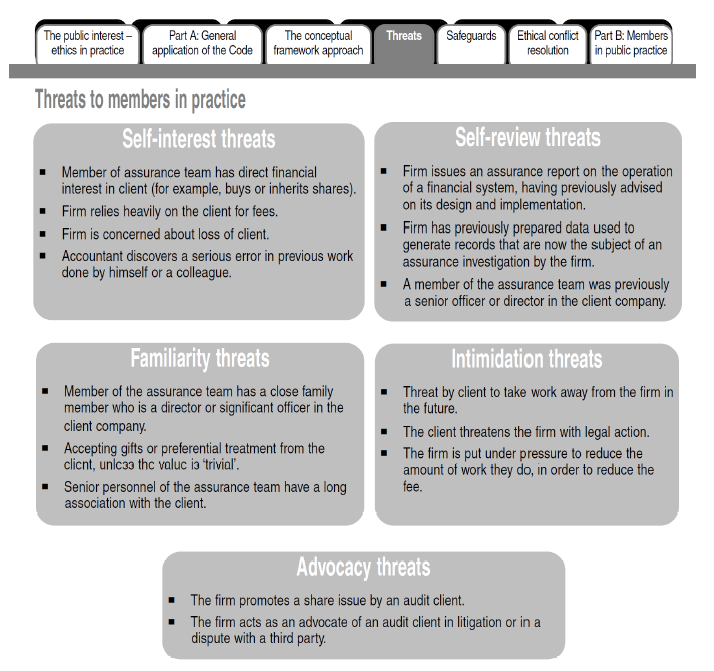 The public interest –
ethics in practice
Part A: General
application of the Code
The conceptual
framework approach
Threats
Safeguards
Ethical conflict
resolution
Part B: Members
in public practice
Threats to members in practice
Self-interest threats
■ Member of assurance team has direct financial
interest in client (for example, buys or inherits shares).
■ Firm relies heavily on the client for fees.
■ Firm is concerned about loss of client.
■ Accountant discovers a serious error in previous work
done by himself or a colleague.
Self-review threats
■ Firm issues an assurance report on the operation
of a financial system, having previously advised
on its design and implementation.
■ Firm has previously prepared data used to
generate records that are now the subject of an
assurance investigation by the firm.
■ A member of the assurance team was previously
a senior officer or director in the client company.
Familiarity threats
■ Member of the assurance team has a close family
member who is a director or significant officer in the
client company.
■ Accepting gifts or preferential treatment from the
client, unless the value is ‘trivial’.
■ Senior personnel of the assurance team have a long
association with the client.
Intimidation threats
■ Threat by client to take work away from the firm in
the future.
■ The client threatens the firm with legal action.
■ The firm is put under pressure to reduce the
amount of work they do, in order to reduce the
fee.
Advocacy threats
■ The firm promotes a share issue by an audit client.
■ The firm acts as an advocate of an audit client in litigation or in a
dispute with a third party.